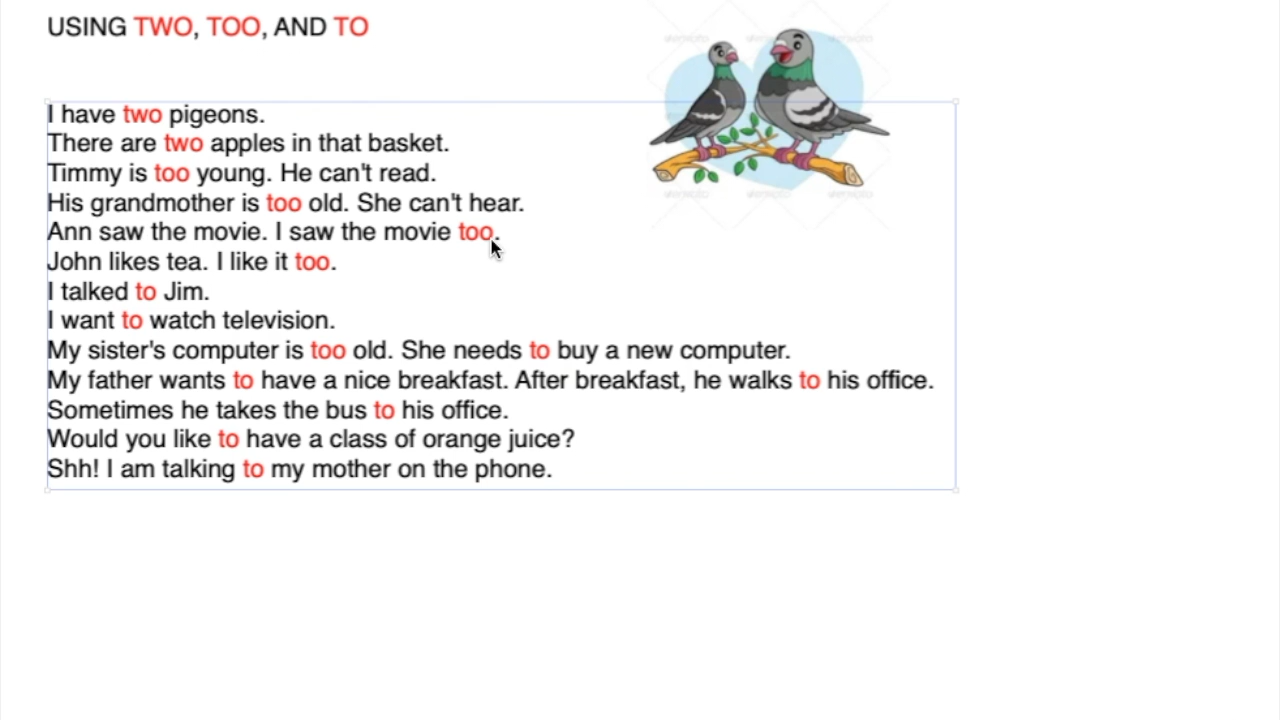 USING TWO, TOO, AND TO
I have two pigeons.
There are two apples in that basket.
Timmy is too young. He can't read.
His grandmother is too old. She can't hear.
Ann saw the movie. I saw the movie too.
John likes tea. I like it too.
I talked to Jim.
I want to watch television.
My sister's computer is too old. She needs to buy a new computer.
My father wants to have a nice breakfast. After breakfast, he walks to his office.
Sometimes he takes the bus to his office.
Would you like to have a class of orange juice?
Shh! I am talking to my mother on the phone.